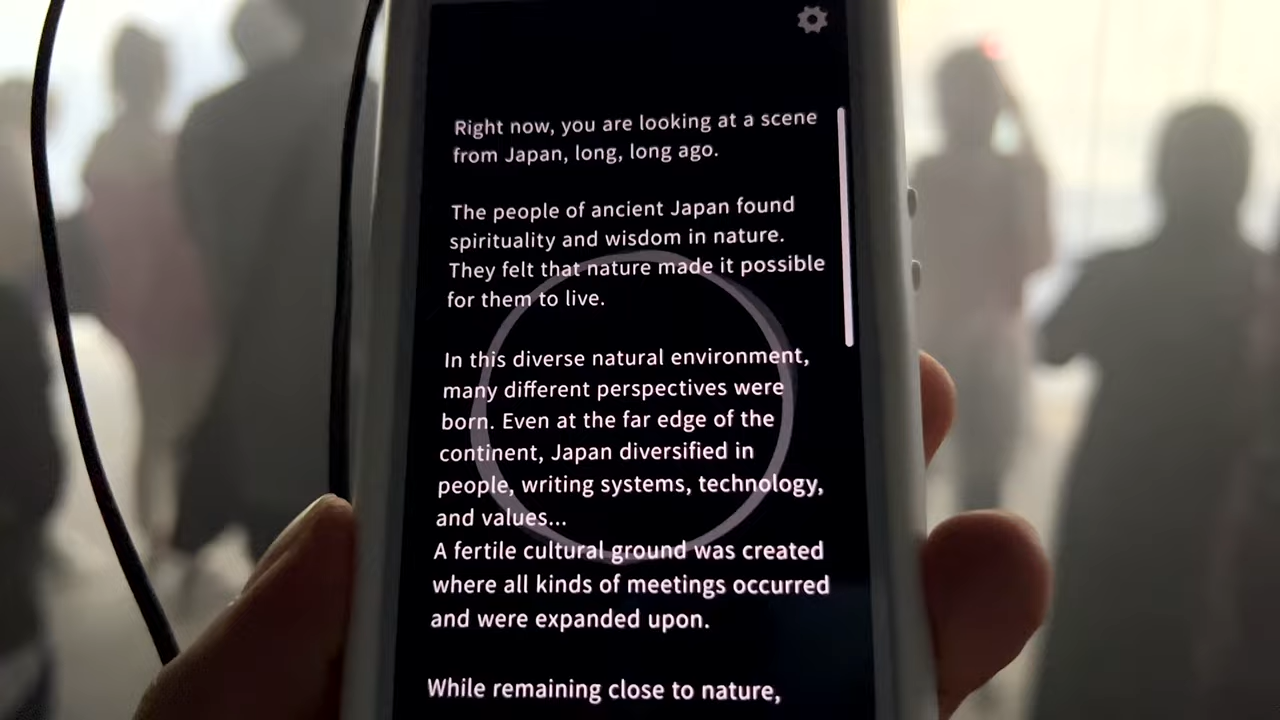 Right now, you are looking at a scene
from Japan, long, long ago.
The people of ancient Japan found
spirituality and wisdom in nature.
They felt that nature made it possible
for them to live.
In this diverse natural environment,
many different perspectives were
born. Even at the far edge of the
continent, Japan diversified in
people, writing systems, technology,
and values...
A fertile cultural ground was created
where all kinds of meetings occurred
and were expanded upon.
While remaining close to nature,